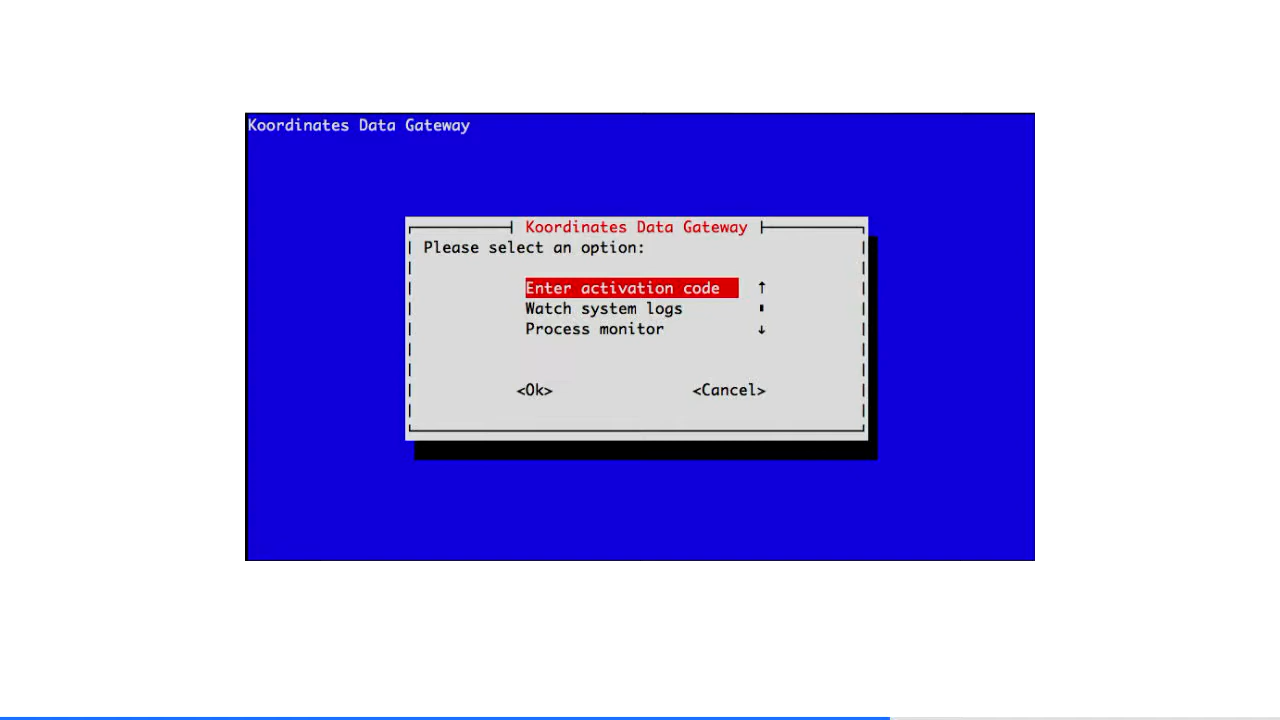 Koordinates Data Gateway
Koordinates Data Gateway
Please select an option:
Enter activation code ↑
Watch system logs
Process monitor ↓
<Ok> <Cancel>